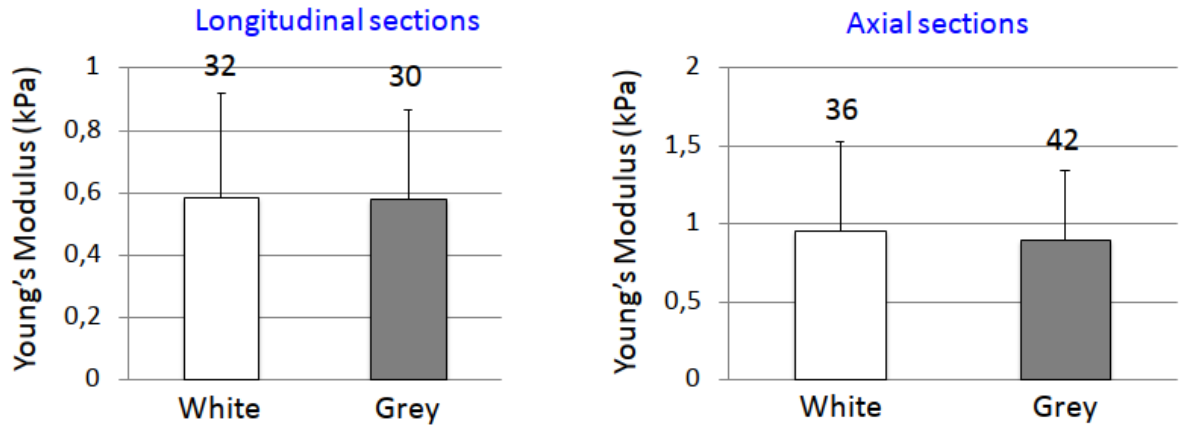 Longitudinal sections
Young's Modulus (kPa)
1
0,8
0,6
0,4
0,2
0
32
30
White
Grey
Axial sections
Young's Modulus (kPa)
2
1,5
1
0,5
0
36
42
White
Grey